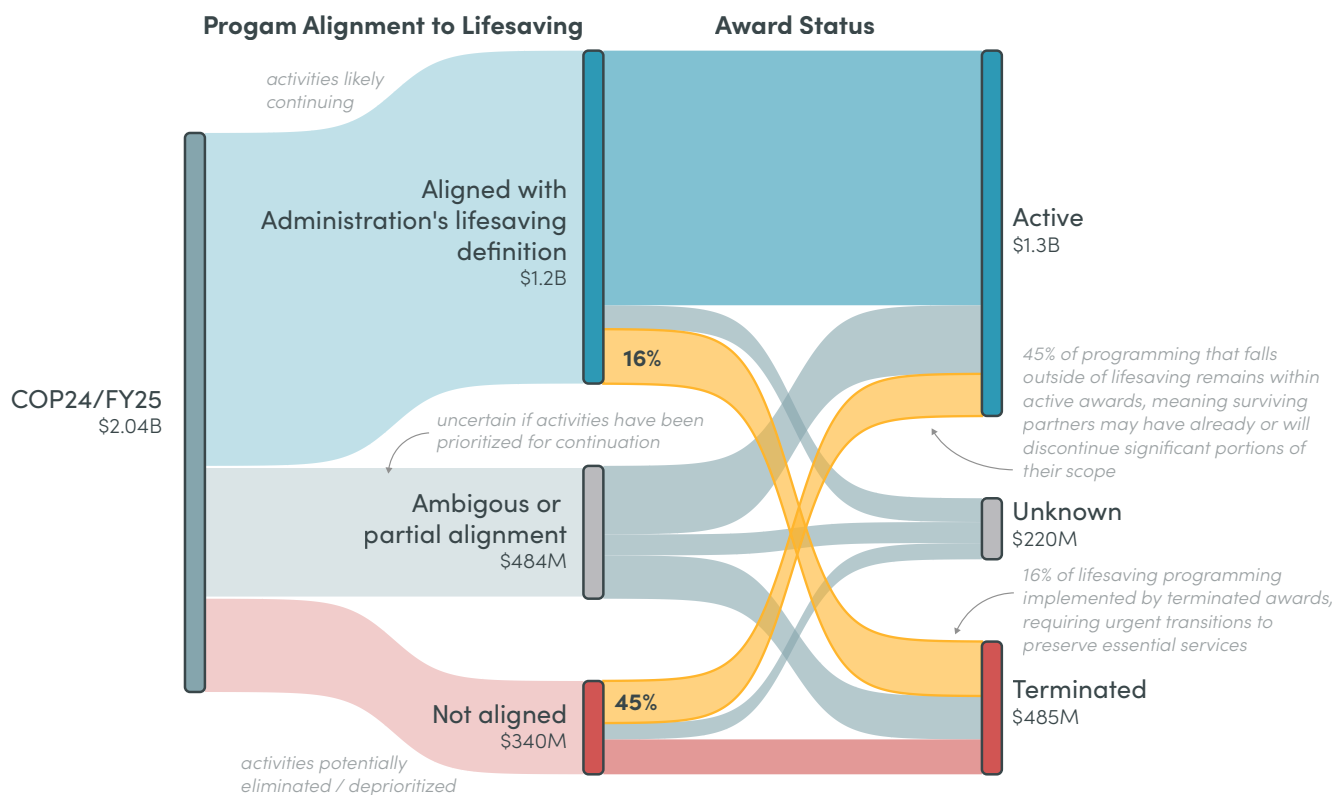 Progam Alignment to Lifesaving
Award Status
activities likely
continuing
Aligned with
Administration's lifesaving
definition
$1.2B
Active
$1.3B
16%
45% of programming that falls
outside of lifesaving remains within
active awards, meaning surviving
partners may have already or will
discontinue significant portions of
their scope
COP24/FY25
$2.04B
uncertain if activities have been
prioritized for continuation
Ambigous or
partial alignment
$484M
Unknown
$220M
16% of lifesaving programming
implemented by terminated awards,
requiring urgent transitions to
preserve essential services
45%
Not aligned
$340M
Terminated
$485M
activities potentially
eliminated / deprioritized